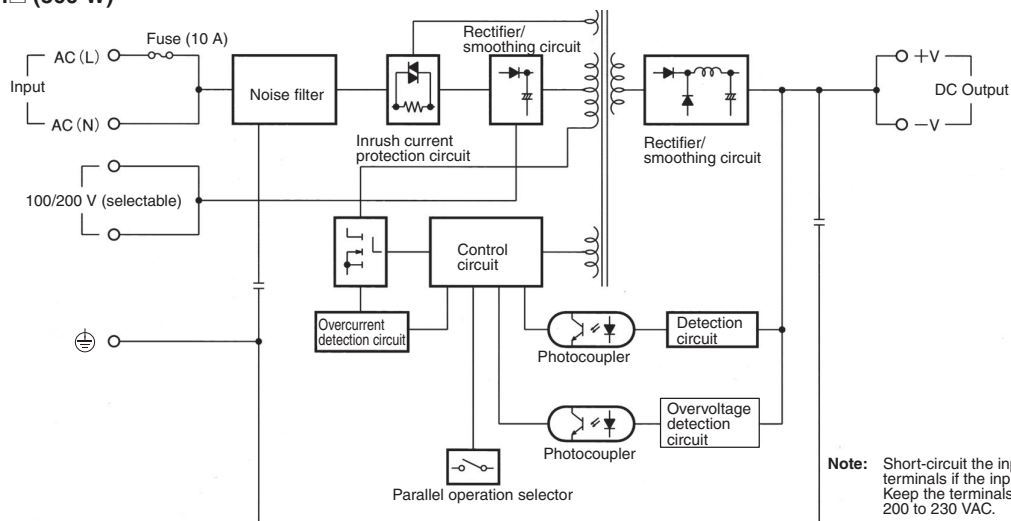 (300 W)
Fuse (10 A)
AC (L)
Input
AC (N)
Noise filter
Rectifier/
smoothing circuit
Inrush current
protection circuit
Rectifier/
smoothing circuit
+V
DC Output
−V
100/200 V (selectable)
Control
circuit
Overcurrent
detection circuit
Photocoupler
Detection
circuit
Photocoupler
Overvoltage
detection
circuit
Parallel operation selector
Note: Short-circuit the in
terminals if the inp
Keep the terminals
200 to 230 VAC.